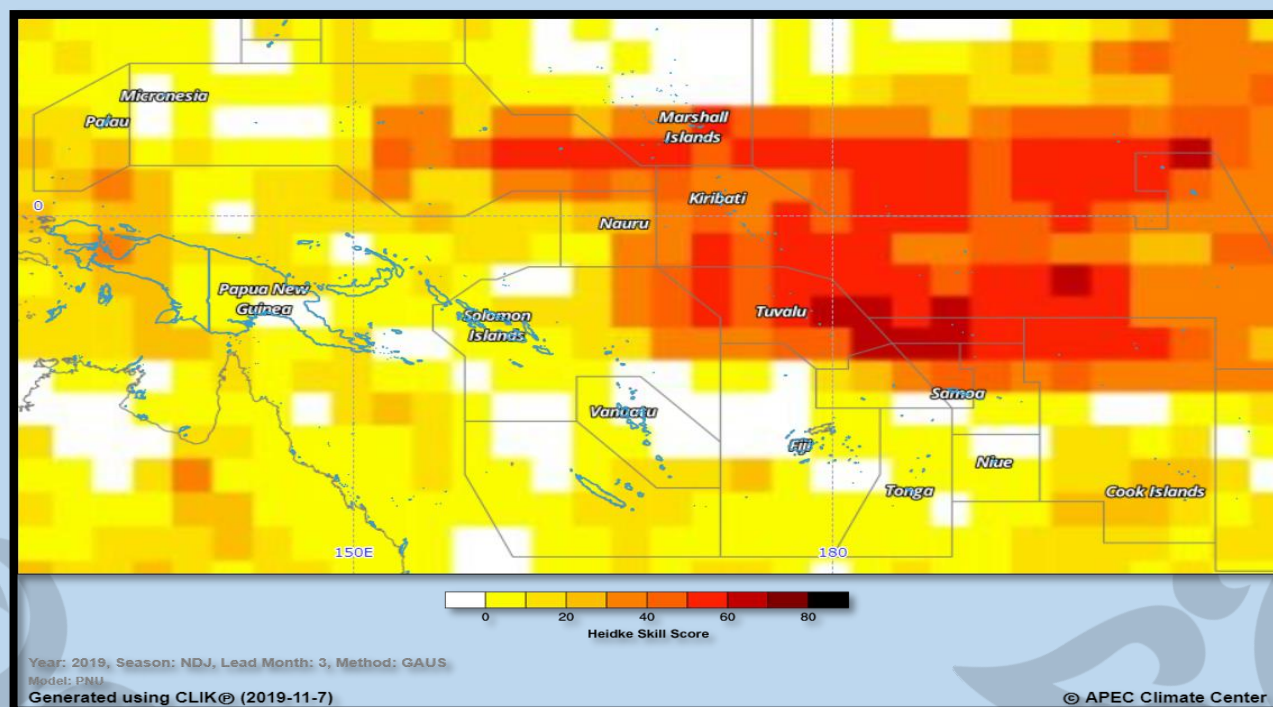 Micronesia
Palau
Marshall
Islands
Kiribati
0
Nauru
Papua New
Guinea
Solomon
Islands
Tuvalu
Samoa
Vanuatu
Fiji
Niue
Tonga
Cook Islands
150E
180
0 20 40 60 80
Heidke Skill Score
Year: 2019, Season: NDJ, Lead Month: 3, Method: GAUS
Model: PNU
Generated using CLIK℗ (2019-11-7)
© APEC Climate Center